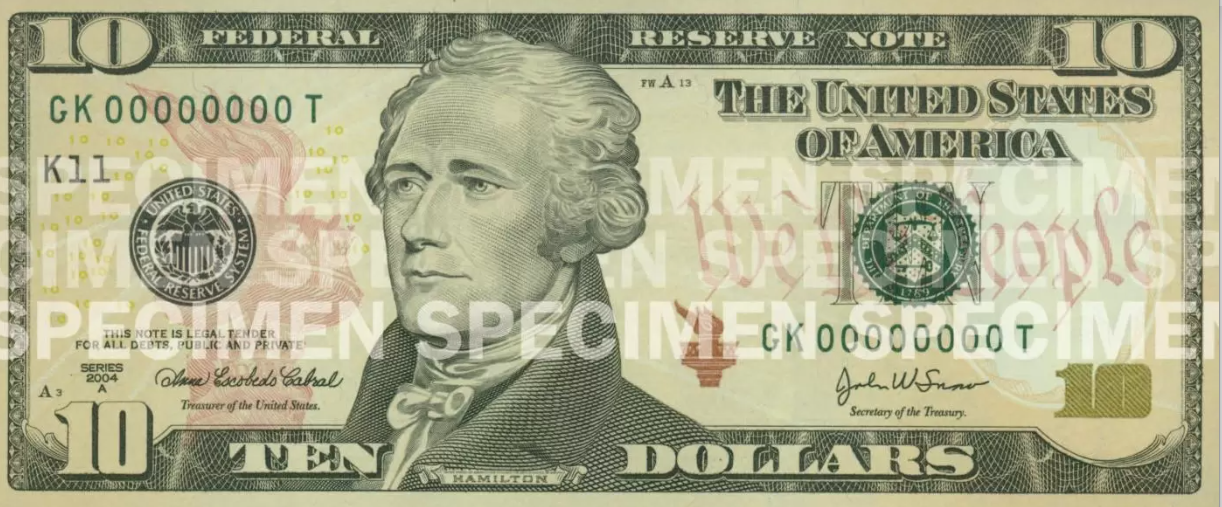 10 FEDERAL RESERVE NOTE 10
GK 00000000 T
FW A 13
THE UNITED STATES
OF AMERICA
K11
SPECIMEN SPECIMEN SPECIMEN
UNITED STATES
FEDERAL RESERVE SYSTEM
We the People
TEN
THE DEPARTMENT OF THE TREASURY
1789
SPECIMEN SPECIMEN SPECIMEN
SPECIMEN SPECIMEN SPECIMEN
THIS NOTE IS LEGAL TENDER
FOR ALL DEBTS, PUBLIC AND PRIVATE
GK 00000000 T
SERIES
2004
A
A 3
Anna Escobedo Cabral
Treasurer of the United States.
John W Snow
Secretary of the Treasury.
10
10 TEN DOLLARS
HAMILTON